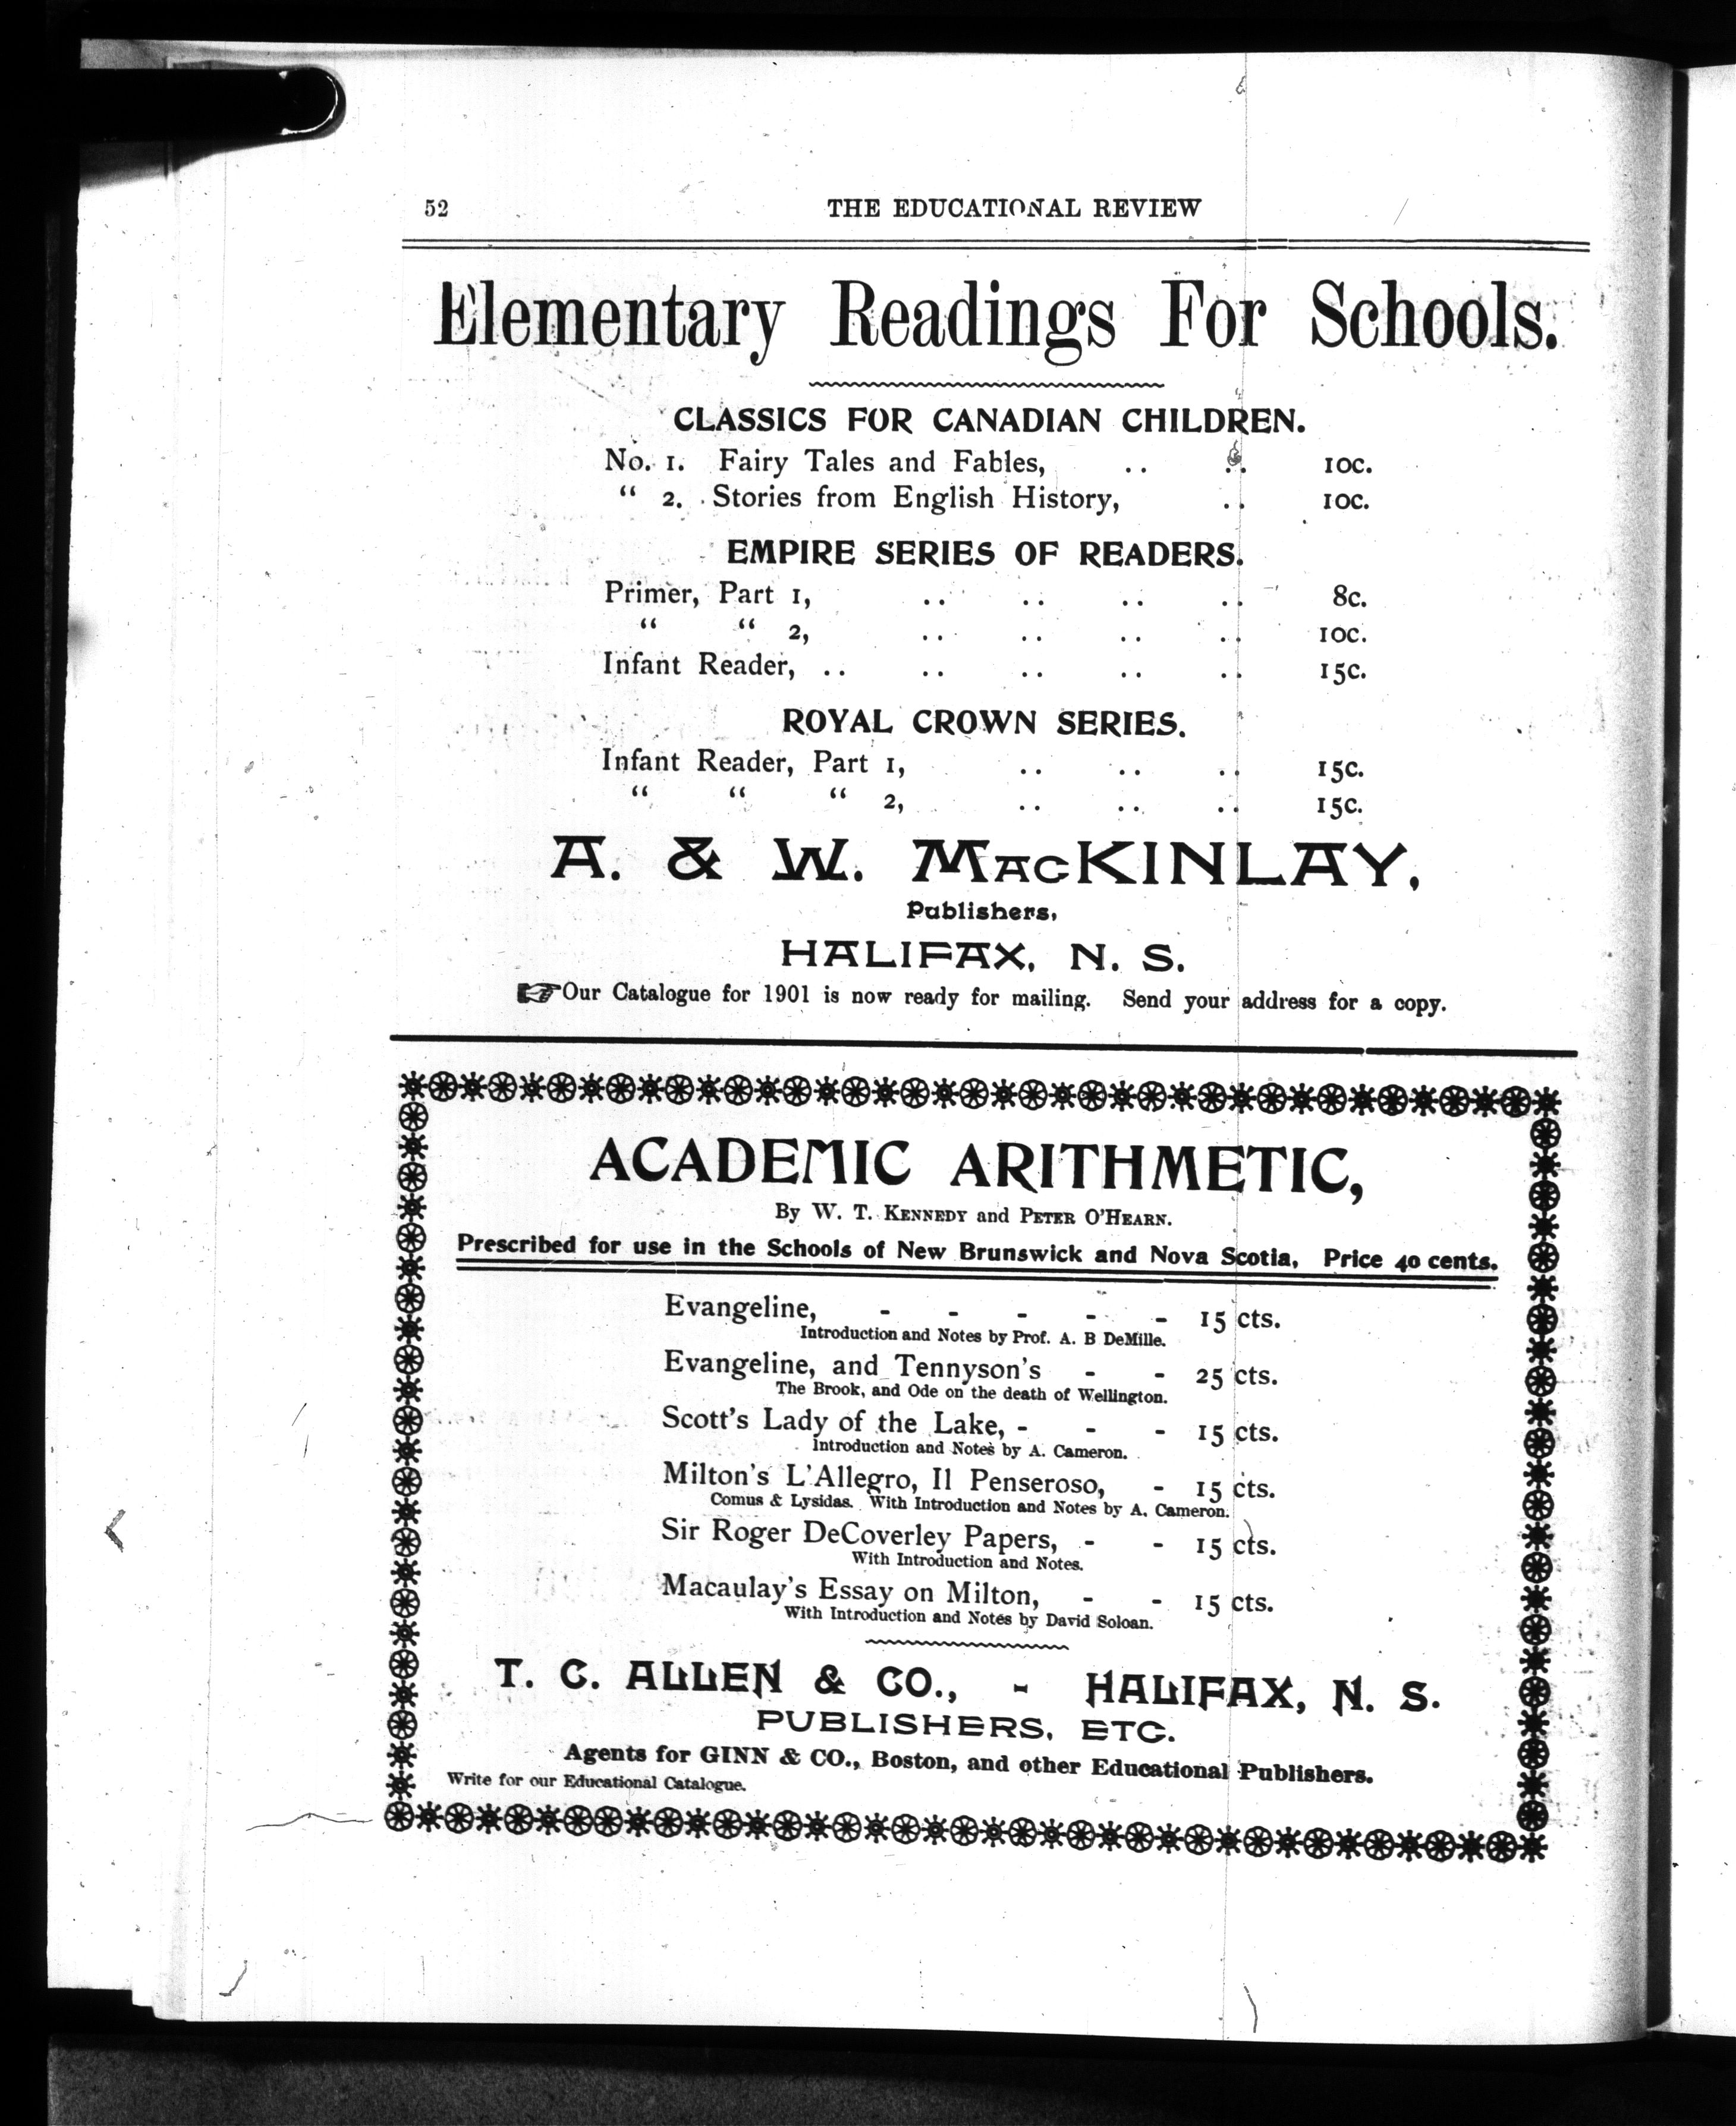 52 THE EDUCATIONAL REVIEW
Elementary Readings For Schools.
CLASSICS FOR CANADIAN CHILDREN.
No. 1. Fairy Tales and Fables, .. .. 10c.
“ 2. Stories from English History, .. 10c.
EMPIRE SERIES OF READERS.
Primer, Part 1, .. .. .. .. 8c.
“ “ 2, .. .. .. .. 10c.
Infant Reader, .. .. .. .. .. 15c.
ROYAL CROWN SERIES.
Infant Reader, Part 1, .. .. .. 15c.
“ “ “ 2, .. .. .. 15c.
A. & W. MacKINLAY,
Publishers,
HALIFAX, N. S.
☞Our Catalogue for 1901 is now ready for mailing. Send your address for a copy.
ACADEMIC ARITHMETIC,
By W. T. Kennedy and Peter O'Hearn.
Prescribed for use in the Schools of New Brunswick and Nova Scotia, Price 40 cents.
Evangeline, - - - - - 15 cts.
Introduction and Notes by Prof. A. B DeMille.
Evangeline, and Tennyson's - - 25 cts.
The Brook, and Ode on the death of Wellington.
Scott's Lady of the Lake, - - - 15 cts.
Introduction and Notes by A. Cameron.
Milton's L'Allegro, Il Penseroso, - 15 cts.
Comus & Lysidas. With Introduction and Notes by A. Cameron.
Sir Roger DeCoverley Papers, - - 15 cts.
With Introduction and Notes.
Macaulay's Essay on Milton, - - 15 cts.
With Introduction and Notes by David Soloan.
T. C. ALLEN & CO., - HALIFAX, N. S.
PUBLISHERS, ETC.
Agents for GINN & CO., Boston, and other Educational Publishers.
Write for our Educational Catalogue.